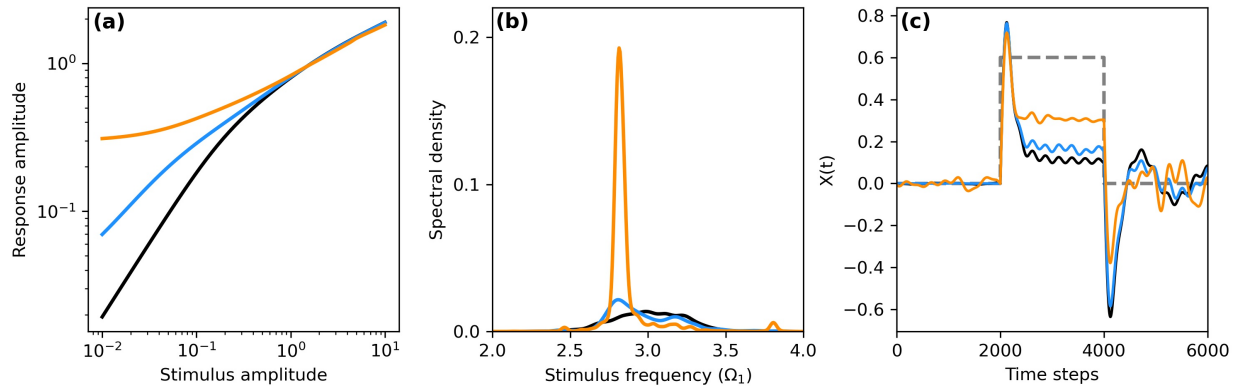 (a)
Response amplitude
10⁰
10⁻¹
10⁻² 10⁻¹ 10⁰ 10¹
Stimulus amplitude
(b)
Spectral density
0.2
0.1
0.0
2.0 2.5 3.0 3.5 4.0
Stimulus frequency (Ω₁)
(c)
X(t)
0.8
0.6
0.4
0.2
0.0
−0.2
−0.4
−0.6
0 2000 4000 6000
Time steps